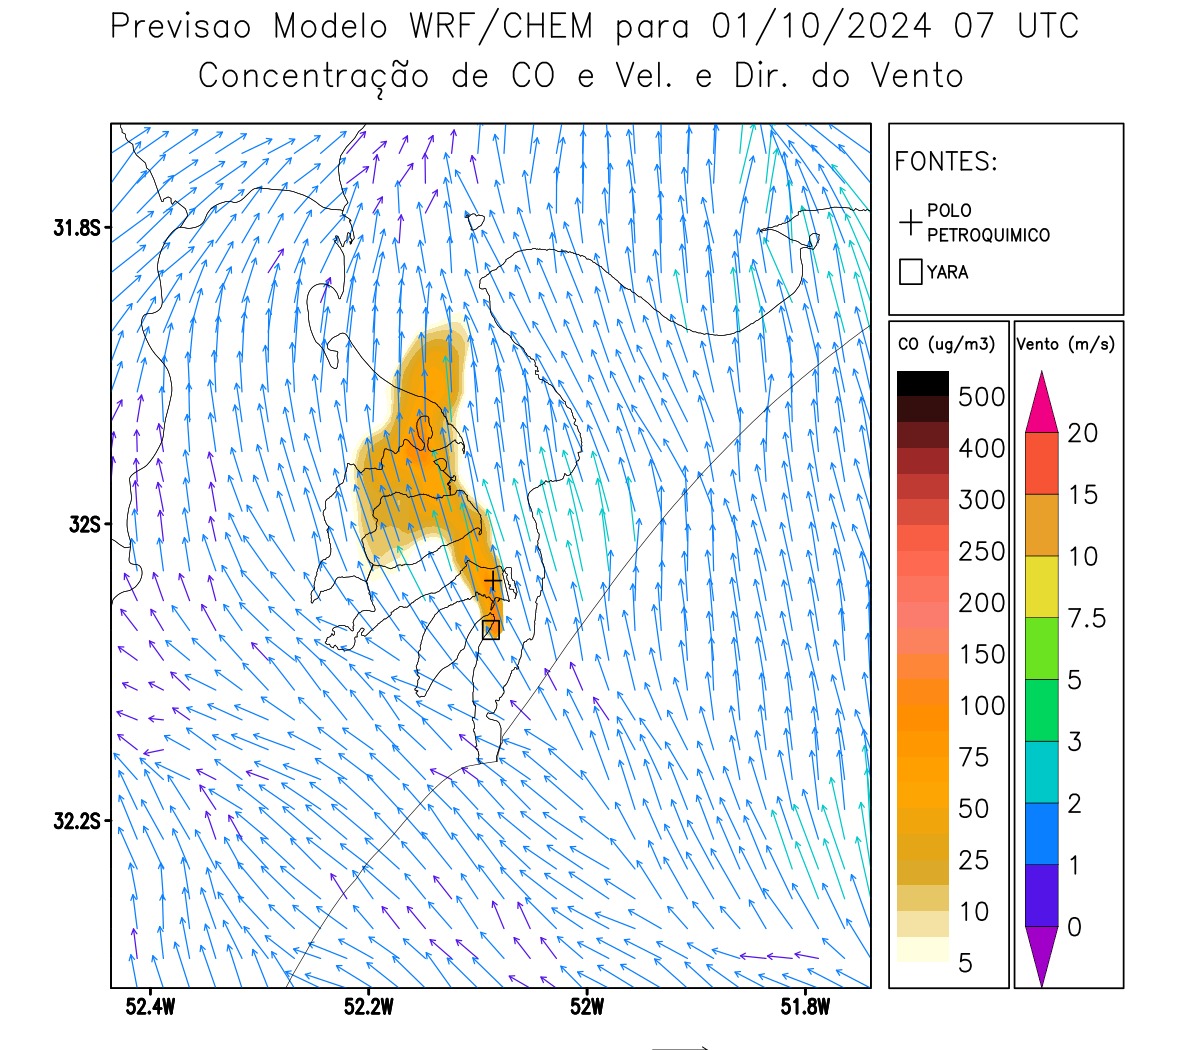 Previsao Modelo WRF/CHEM para 01/10/2024 07 UTC
Concentração de CO e Vel. e Dir. do Vento
FONTES:
POLO
PETROQUIMICO
YARA
31.8S
32S
32.2S
52.4W
52.2W
52W
51.8W
CO (ug/m3)
500
400
300
250
200
150
100
75
50
25
10
5
Vento (m/s)
20
15
10
7.5
5
3
2
1
0